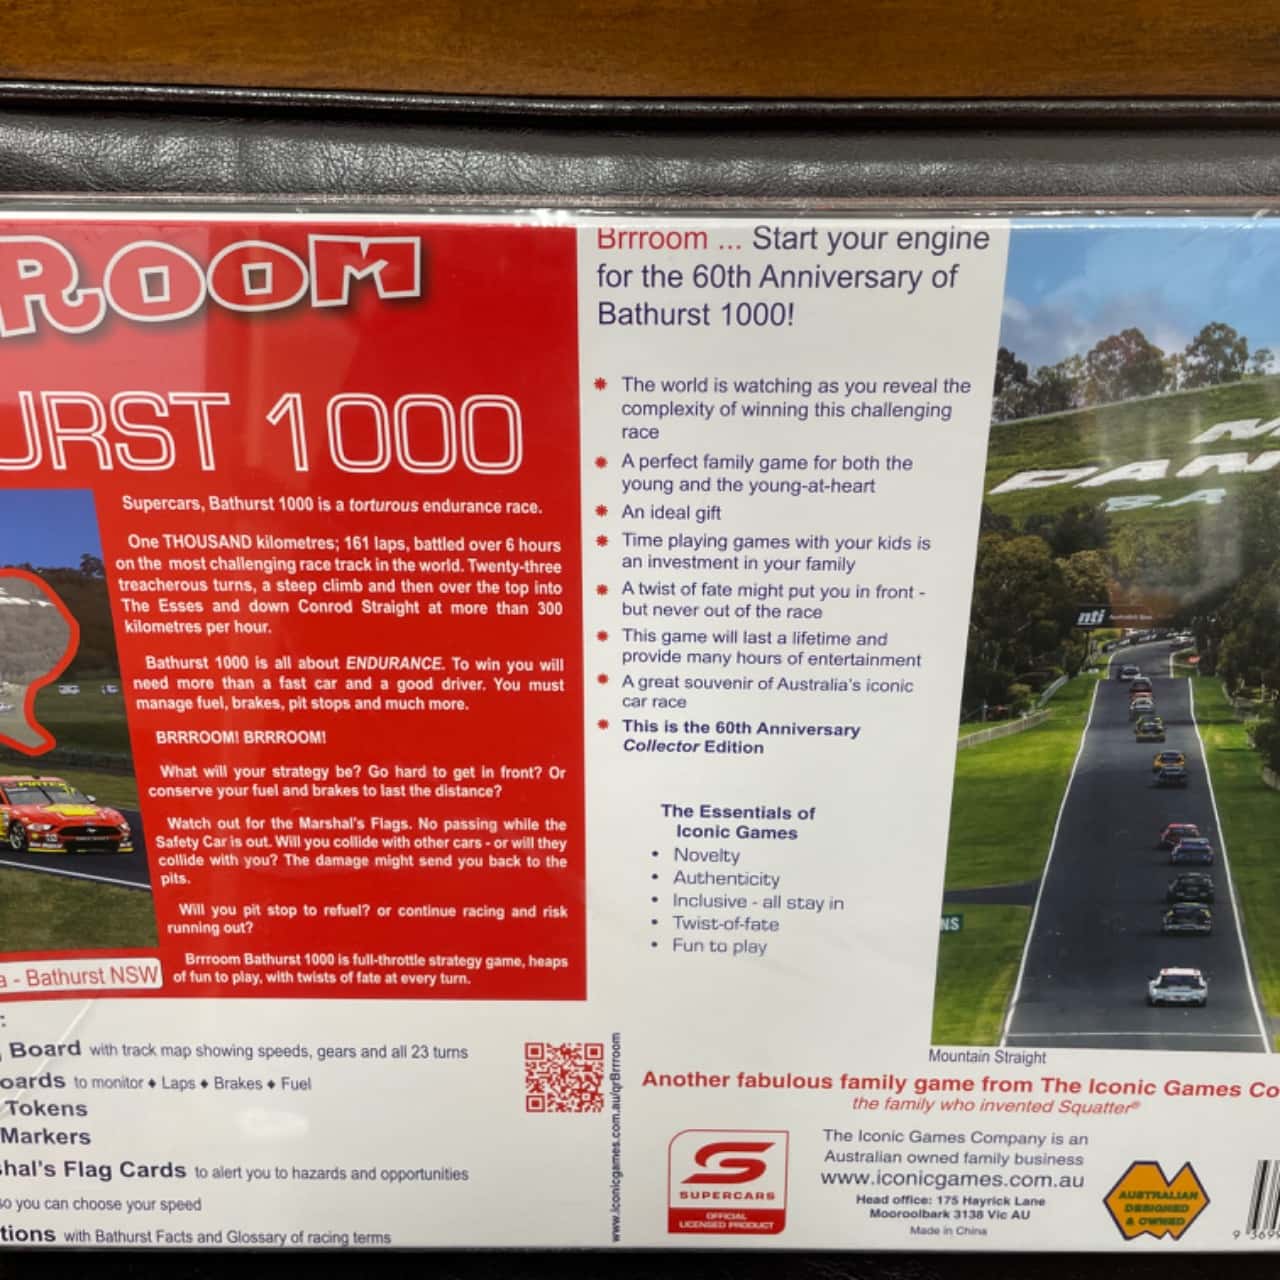 ROOM
URST 1000
Supercars, Bathurst 1000 is a torturous endurance race.
One THOUSAND kilometres; 161 laps, battled over 6 hours
on the most challenging race track in the world. Twenty-three
treacherous turns, a steep climb and then over the top into
The Esses and down Conrod Straight at more than 300
kilometres per hour.
Bathurst 1000 is all about ENDURANCE. To win you will
need more than a fast car and a good driver. You must
manage fuel, brakes, pit stops and much more.
BRRROOM! BRRROOM!
What will your strategy be? Go hard to get in front? Or
conserve your fuel and brakes to last the distance?
Watch out for the Marshal's Flags. No passing while the
Safety Car is out. Will you collide with other cars - or will they
collide with you? The damage might send you back to the
pits.
Will you pit stop to refuel? or continue racing and risk
running out?
Brrroom Bathurst 1000 is full-throttle strategy game, heaps
of fun to play, with twists of fate at every turn.
a - Bathurst NSW
:
Board with track map showing speeds, gears and all 23 turns
oards to monitor ♦ Laps ♦ Brakes ♦ Fuel
Tokens
Markers
shal's Flag Cards to alert you to hazards and opportunities
so you can choose your speed
tions with Bathurst Facts and Glossary of racing terms
www.iconicgames.com.au/qrBrrroom
Brrroom ... Start your engine
for the 60th Anniversary of
Bathurst 1000!
The world is watching as you reveal the
complexity of winning this challenging
race
A perfect family game for both the
young and the young-at-heart
An ideal gift
Time playing games with your kids is
an investment in your family
A twist of fate might put you in front -
but never out of the race
This game will last a lifetime and
provide many hours of entertainment
A great souvenir of Australia's iconic
car race
This is the 60th Anniversary
Collector Edition
The Essentials of
Iconic Games
• Novelty
• Authenticity
• Inclusive - all stay in
• Twist-of-fate
• Fun to play
M
PAN
BA
nti
NS
Mountain Straight
Another fabulous family game from The Iconic Games Co
the family who invented Squatter®
SUPERCARS
OFFICIAL
LICENSED PRODUCT
The Iconic Games Company is an
Australian owned family business
www.iconicgames.com.au
Head office: 175 Hayrick Lane
Mooroolbark 3138 Vic AU
Made in China
AUSTRALIAN
DESIGNED
& OWNED
9 3699